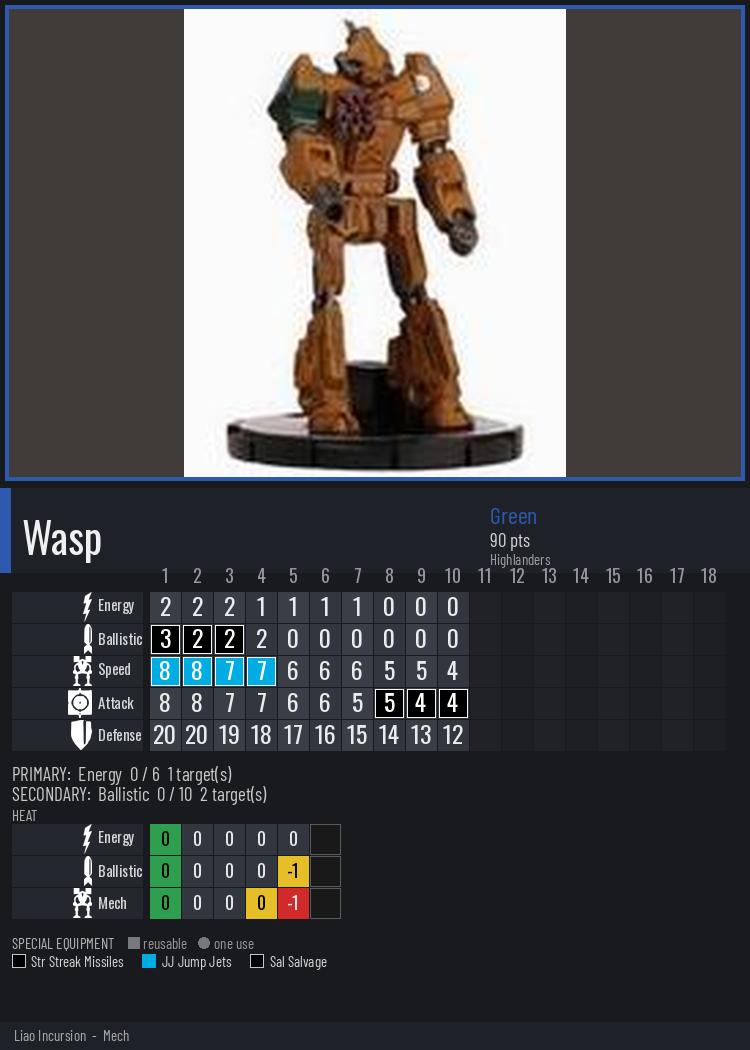 Wasp
Green
90 pts
Highlanders
1 2 3 4 5 6 7 8 9 10 11 12 13 14 15 16 17 18
Energy 2 2 2 1 1 1 1 0 0 0
Ballistic 3 2 2 2 0 0 0 0 0 0
Speed 8 8 7 7 6 6 6 5 5 4
Attack 8 8 7 7 6 6 5 5 4 4
Defense 20 20 19 18 17 16 15 14 13 12
PRIMARY: Energy 0 / 6 1 target(s)
SECONDARY: Ballistic 0 / 10 2 target(s)
HEAT
Energy 0 0 0 0 0
Ballistic 0 0 0 0 -1
Mech 0 0 0 0 -1
SPECIAL EQUIPMENT reusable one use
Str Streak Missiles JJ Jump Jets Sal Salvage
Liao Incursion - Mech